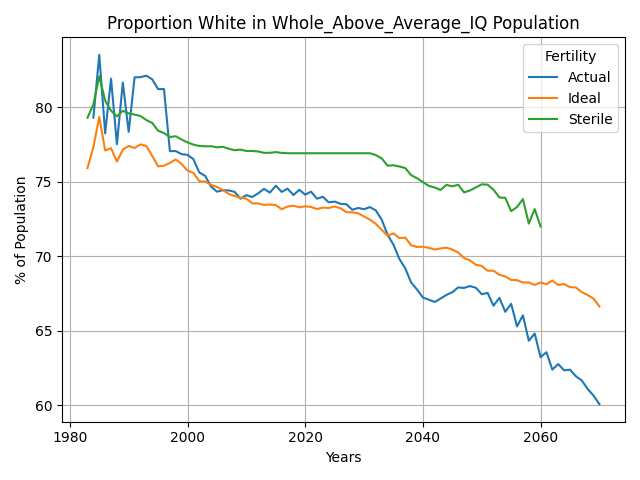 Proportion White in Whole_Above_Average_IQ Population
Fertility
Actual
Ideal
Sterile
% of Population
80
75
70
65
60
1980
2000
2020
2040
2060
Years